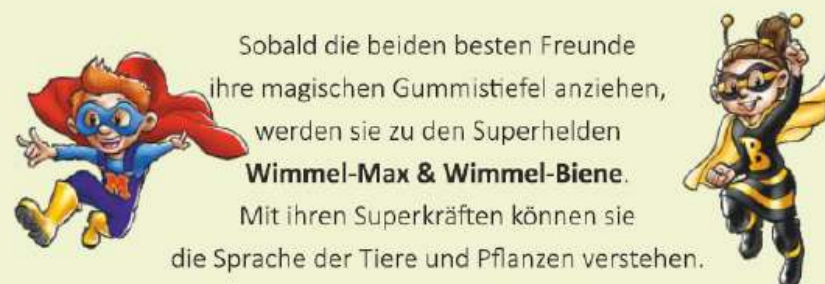 Sobald die beiden besten Freunde
ihre magischen Gummistiefel anziehen,
werden sie zu den Superhelden
Wimmel-Max & Wimmel-Biene.
Mit ihren Superkräften können sie
die Sprache der Tiere und Pflanzen verstehen.
M
B